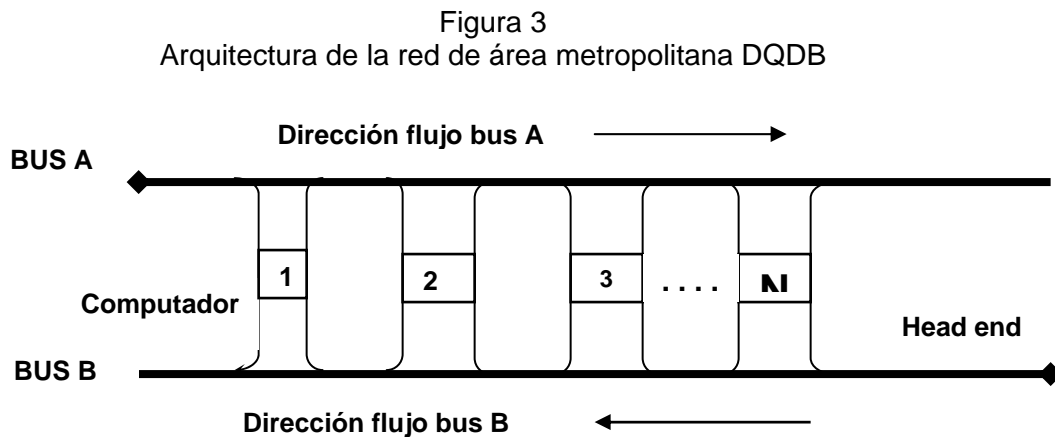 Figura 3
Arquitectura de la red de área metropolitana DQDB
Dirección flujo bus A
BUS A
1
2
3
. . . .
N
Computador
Head end
BUS B
Dirección flujo bus B